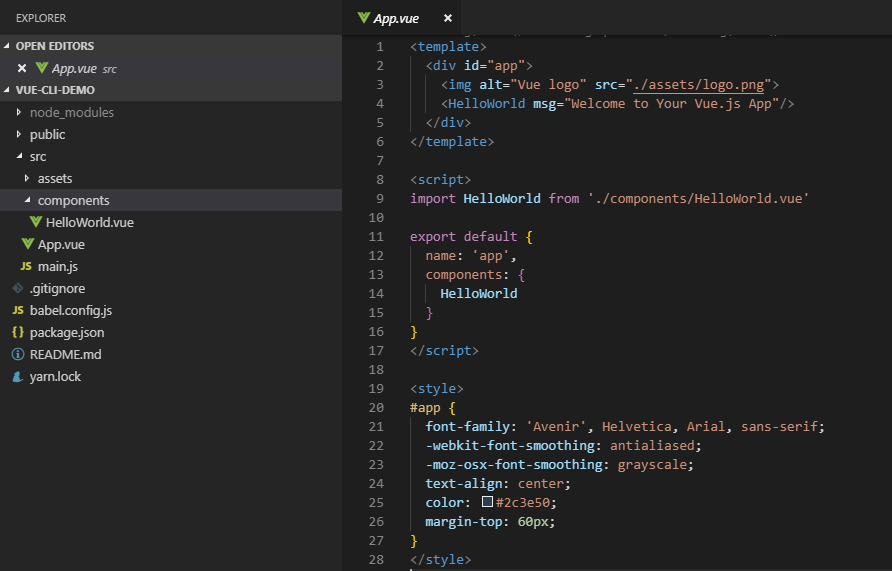 EXPLORER
OPEN EDITORS
App.vue src
VUE-CLI-DEMO
node_modules
public
src
assets
components
HelloWorld.vue
App.vue
JS main.js
.gitignore
JS babel.config.js
{} package.json
README.md
yarn.lock
App.vue
1 <template>
2   <div id="app">
3     <img alt="Vue logo" src="./assets/logo.png">
4     <HelloWorld msg="Welcome to Your Vue.js App"/>
5   </div>
6 </template>
7
8 <script>
9 import HelloWorld from './components/HelloWorld.vue'
10
11 export default {
12   name: 'app',
13   components: {
14     HelloWorld
15   }
16 }
17 </script>
18
19 <style>
20 #app {
21   font-family: 'Avenir', Helvetica, Arial, sans-serif;
22   -webkit-font-smoothing: antialiased;
23   -moz-osx-font-smoothing: grayscale;
24   text-align: center;
25   color: #2c3e50;
26   margin-top: 60px;
27 }
28 </style>